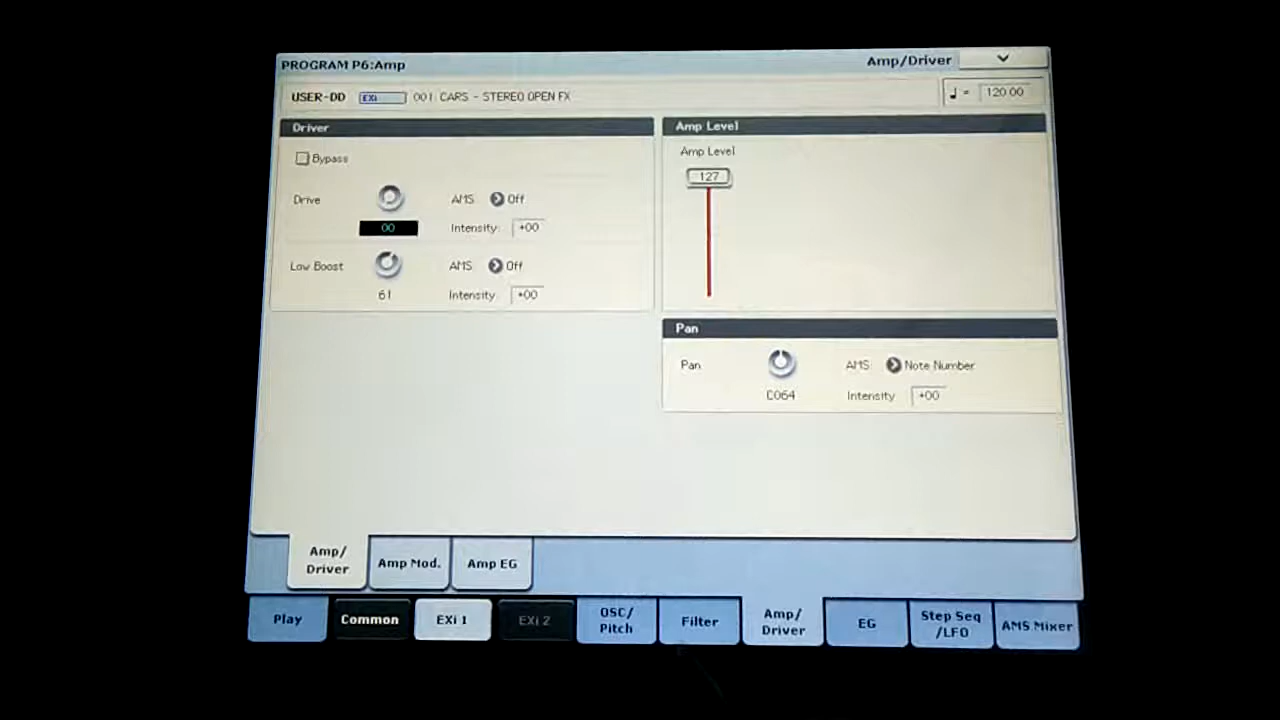 PROGRAM P6:Amp
Amp/Driver
USER-DD EXi 001: CARS - STEREO OPEN FX
♩ = 120.00
Driver
Bypass
Drive
AMS: Off
00
Intensity: +00
Low Boost
AMS: Off
61
Intensity: +00
Amp Level
Amp Level
127
Pan
Pan
AMS: Note Number
C064
Intensity: +00
Amp/
Driver
Amp Mod.
Amp EG
Play
Common
EXi 1
EXi 2
OSC/
Pitch
Filter
Amp/
Driver
EG
Step Seq
/LFO
AMS Mixer